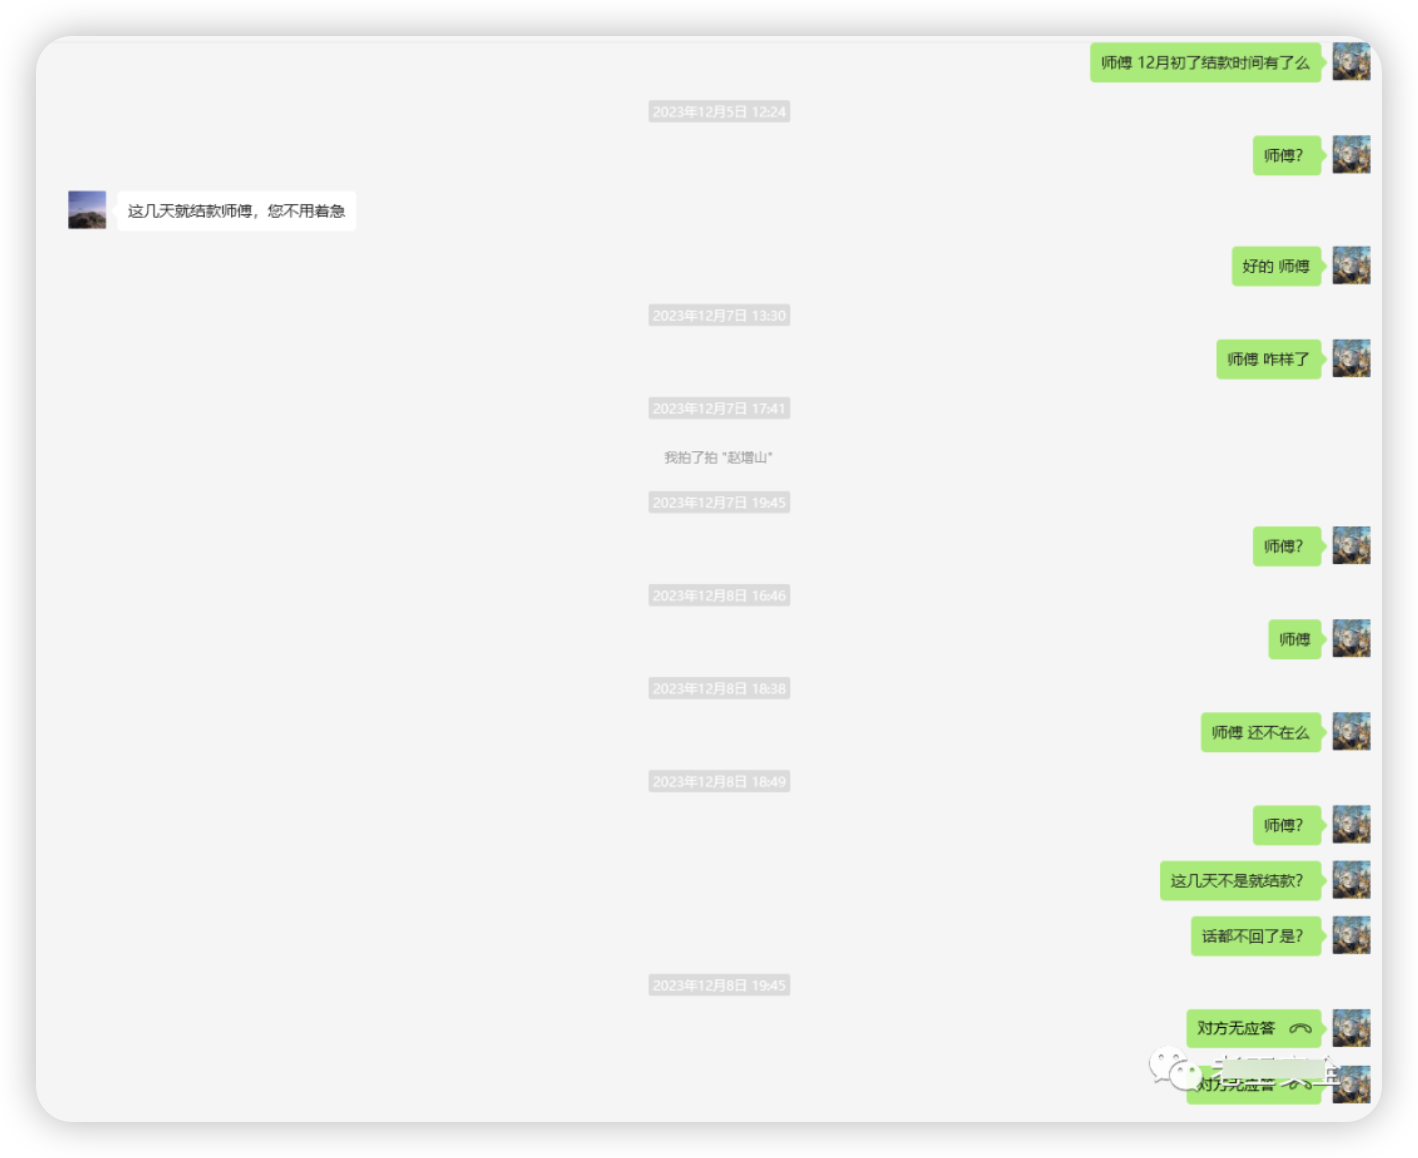 师傅 12月初了结款时间有了么
2023年12月5日 12:24
师傅?
这几天就结款师傅，您不用着急
好的 师傅
2023年12月7日 13:30
师傅 咋样了
2023年12月7日 17:41
我拍了拍 "赵增山"
2023年12月7日 19:45
师傅?
2023年12月8日 16:46
师傅
2023年12月8日 18:38
师傅 还不在么
2023年12月8日 18:49
师傅?
这几天不是就结款?
话都不回了是?
2023年12月8日 19:45
对方无应答
对方无应答